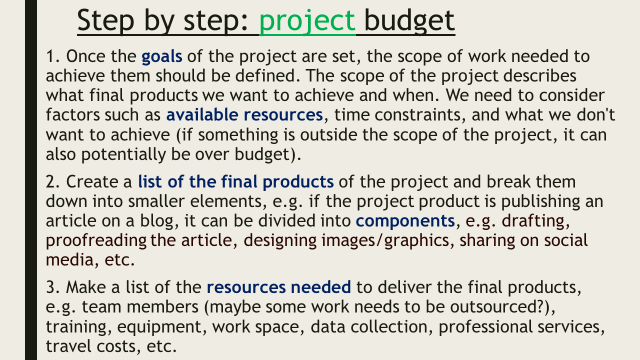 Step by step: project budget
1. Once the goals of the project are set, the scope of work needed to
achieve them should be defined. The scope of the project describes
what final products we want to achieve and when. We need to consider
factors such as available resources, time constraints, and what we don't
want to achieve (if something is outside the scope of the project, it can
also potentially be over budget).
2. Create a list of the final products of the project and break them
down into smaller elements, e.g. if the project product is publishing an
article on a blog, it can be divided into components, e.g. drafting,
proofreading the article, designing images/graphics, sharing on social
media, etc.
3. Make a list of the resources needed to deliver the final products,
e.g. team members (maybe some work needs to be outsourced?),
training, equipment, work space, data collection, professional services,
travel costs, etc.